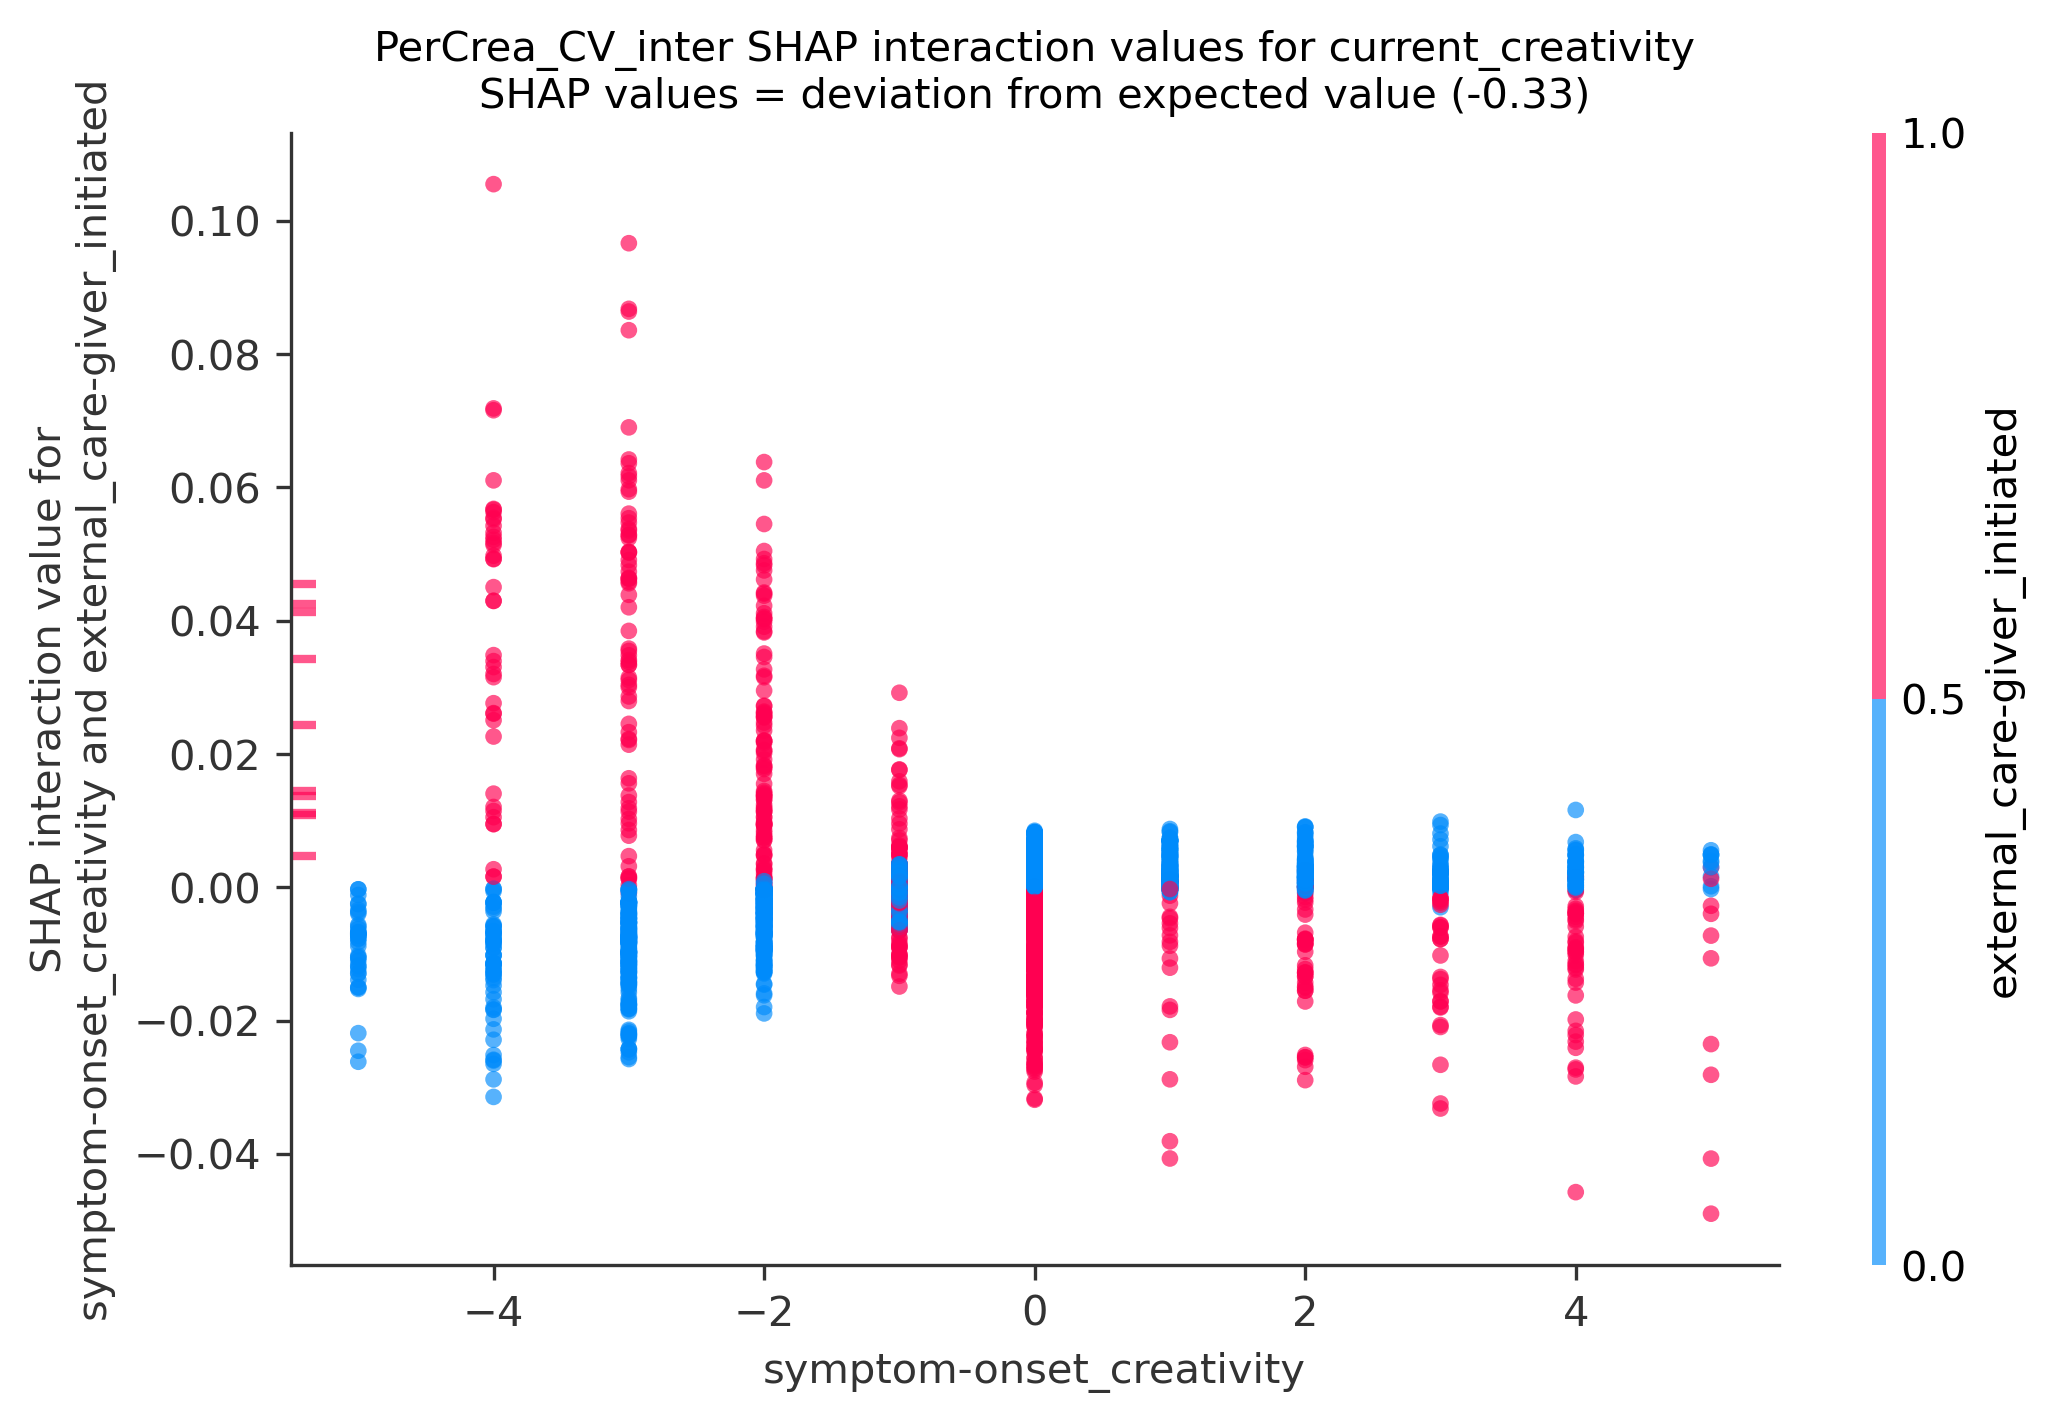 PerCrea_CV_inter SHAP interaction values for current_creativity
SHAP values = deviation from expected value (-0.33)
SHAP interaction value for
symptom-onset_creativity and external_care-giver_initiated
0.10
0.08
0.06
0.04
0.02
0.00
−0.02
−0.04
−4
−2
0
2
4
symptom-onset_creativity
1.0
0.5
0.0
external_care-giver_initiated